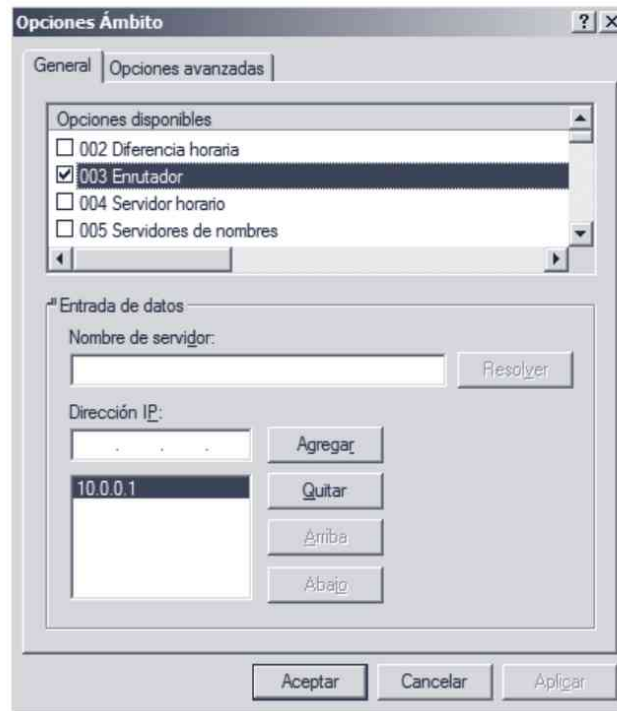 Opciones Ámbito
General
Opciones avanzadas
Opciones disponibles
002 Diferencia horaria
003 Enrutador
004 Servidor horario
005 Servidores de nombres
Entrada de datos
Nombre de servidor:
Resolver
Dirección IP:
. . .
Agregar
10.0.0.1
Quitar
Arriba
Abajo
Aceptar
Cancelar
Aplicar